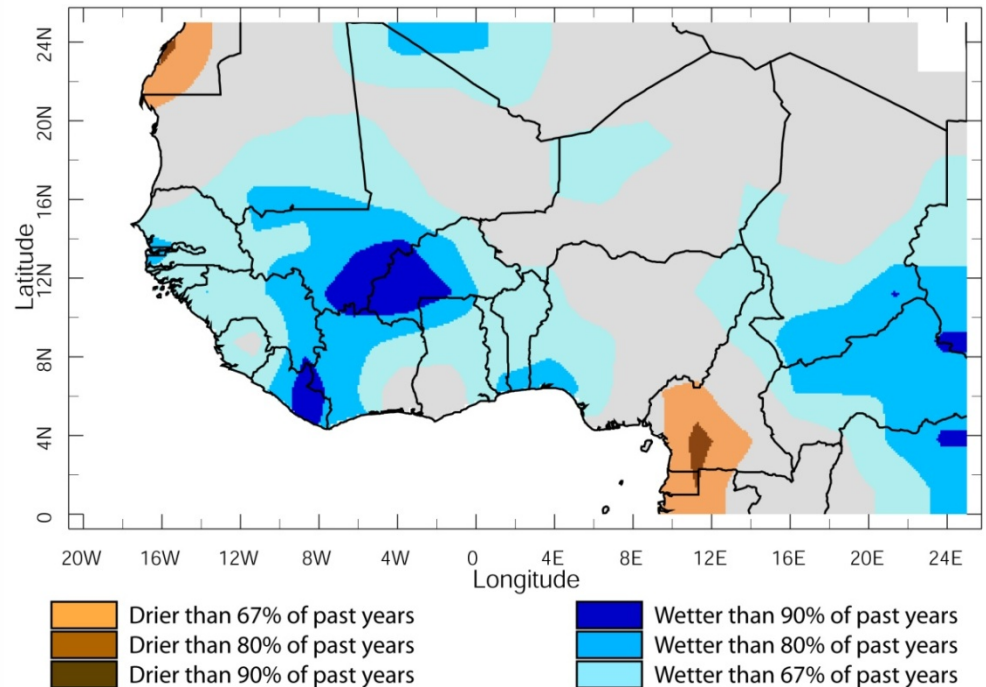 24N
20N
16N
12N
8N
4N
0
Latitude
20W 16W 12W 8W 4W 0 4E 8E 12E 16E 20E 24E
Longitude
Drier than 67% of past years
Drier than 80% of past years
Drier than 90% of past years
Wetter than 90% of past years
Wetter than 80% of past years
Wetter than 67% of past years